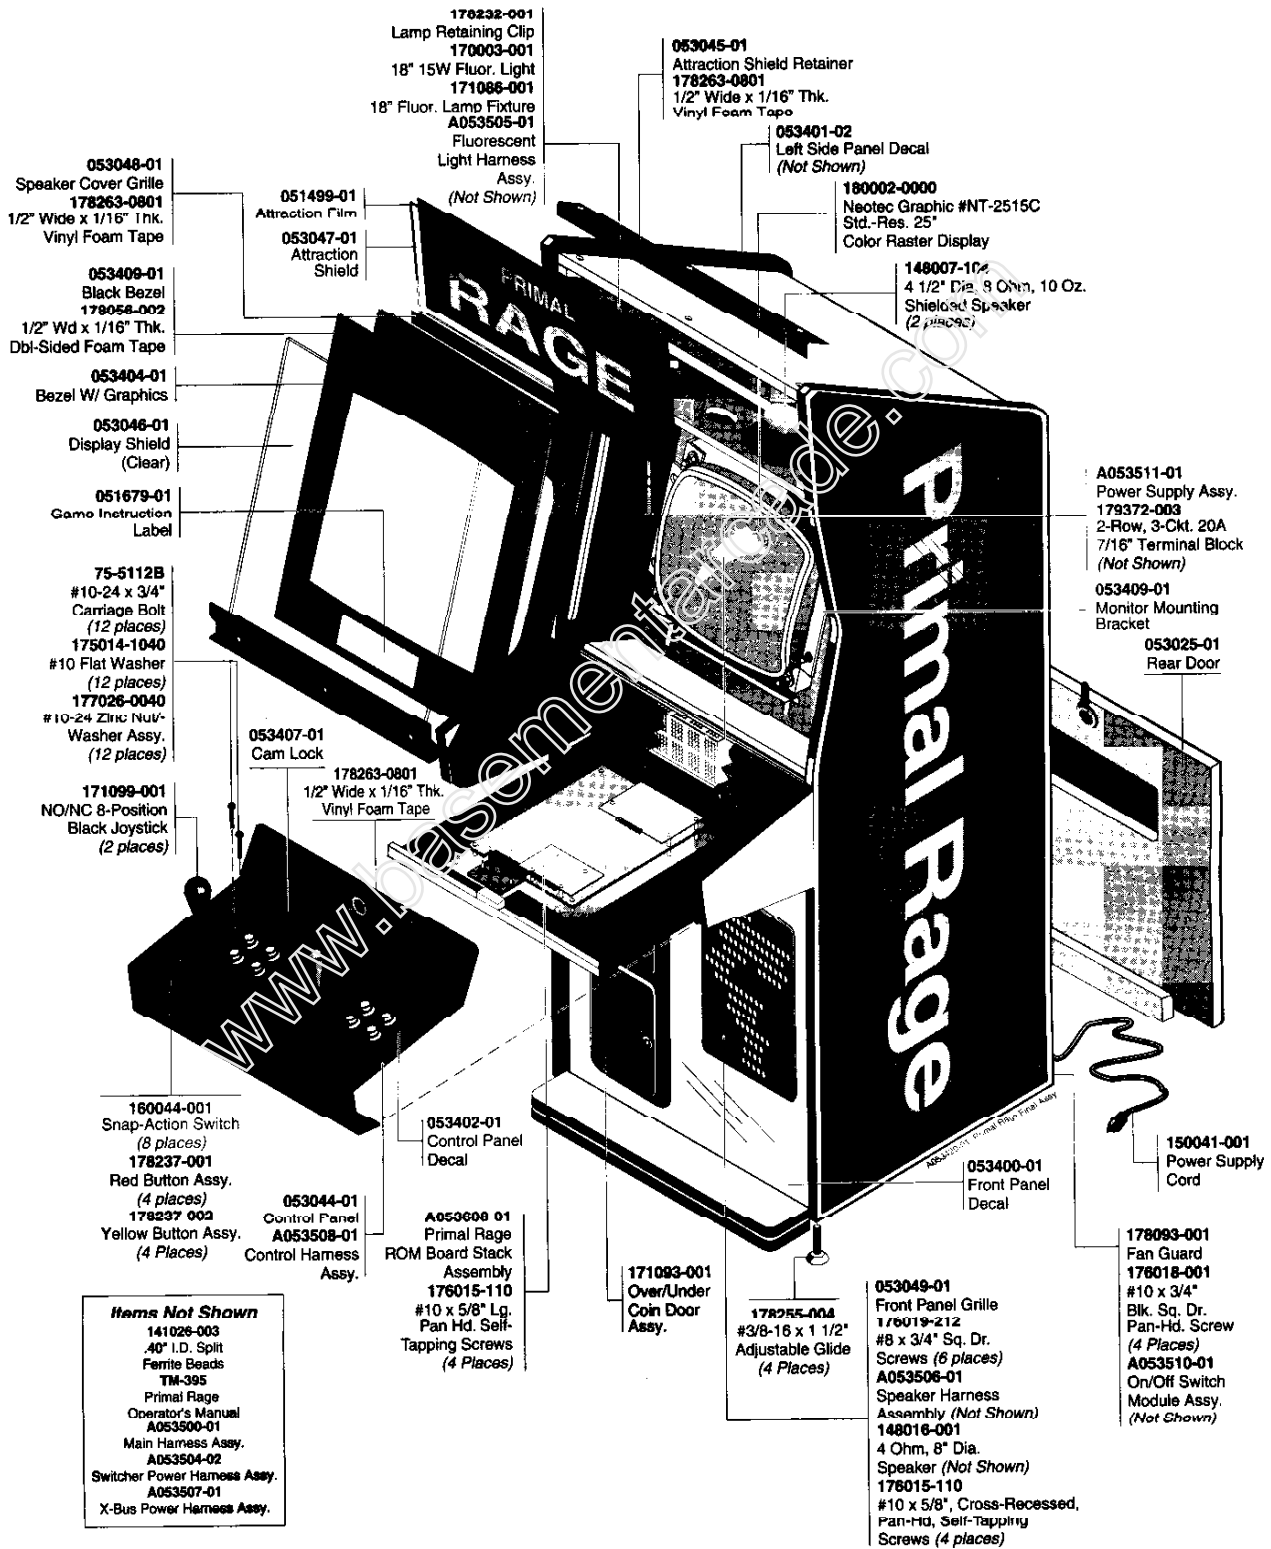 176232-001
Lamp Retaining Clip
170003-001
18" 15W Fluor. Light
171086-001
18" Fluor. Lamp Fixture
A053505-01
Fluorescent
Light Harness
Assy.
(Not Shown)
053045-01
Attraction Shield Retainer
178263-0801
1/2" Wide x 1/16" Thk.
Vinyl Foam Tape
053401-02
Left Side Panel Decal
(Not Shown)
180002-0000
Neotec Graphic #NT-2515C
Std.-Res. 25"
Color Raster Display
148007-104
4 1/2" Dia, 8 Ohm, 10 Oz.
Shielded Speaker
(2 places)
053048-01
Speaker Cover Grille
178263-0801
1/2" Wide x 1/16" Thk.
Vinyl Foam Tape
051499-01
Attraction Film
053047-01
Attraction
Shield
053409-01
Black Bezel
179056-002
1/2" Wd x 1/16" Thk.
Dbl-Sided Foam Tape
053404-01
Bezel W/ Graphics
053046-01
Display Shield
(Clear)
051679-01
Game Instruction
Label
75-5112B
#10-24 x 3/4"
Carriage Bolt
(12 places)
175014-1040
#10 Flat Washer
(12 places)
177026-0040
#10-24 Zinc Nut/-
Washer Assy.
(12 places)
171099-001
NO/NC 8-Position
Black Joystick
(2 places)
053407-01
Cam Lock
178263-0801
1/2" Wide x 1/16" Thk.
Vinyl Foam Tape
PRIMAL
RAGE
Primal Rage
A053511-01
Power Supply Assy.
179372-003
2-Row, 3-Ckt. 20A
7/16" Terminal Block
(Not Shown)
053409-01
Monitor Mounting
Bracket
053025-01
Rear Door
www.basementarcade.com
A053420-01 Primal Rage Final Assy
160044-001
Snap-Action Switch
(8 places)
178237-001
Red Button Assy.
(4 places)
178237-002
Yellow Button Assy.
(4 Places)
053402-01
Control Panel
Decal
053044-01
Control Panel
A053508-01
Control Harness
Assy.
A053608-01
Primal Rage
ROM Board Stack
Assembly
176015-110
#10 x 5/8" Lg.
Pan Hd. Self-
Tapping Screws
(4 Places)
171093-001
Over/Under
Coin Door
Assy.
178255-004
#3/8-16 x 1 1/2"
Adjustable Glide
(4 Places)
053400-01
Front Panel
Decal
053049-01
Front Panel Grille
176019-212
#8 x 3/4" Sq. Dr.
Screws (6 places)
A053506-01
Speaker Harness
Assembly (Not Shown)
148016-001
4 Ohm, 8" Dia.
Speaker (Not Shown)
176015-110
#10 x 5/8", Cross-Recessed,
Pan-Hd, Self-Tapping
Screws (4 places)
150041-001
Power Supply
Cord
178093-001
Fan Guard
176018-001
#10 x 3/4"
Blk. Sq. Dr.
Pan-Hd. Screw
(4 Places)
A053510-01
On/Off Switch
Module Assy.
(Not Shown)
Items Not Shown
141026-003
.40" I.D. Split
Ferrite Beads
TM-395
Primal Rage
Operator's Manual
A053500-01
Main Harness Assy.
A053504-02
Switcher Power Harness Assy.
A053507-01
X-Bus Power Harness Assy.